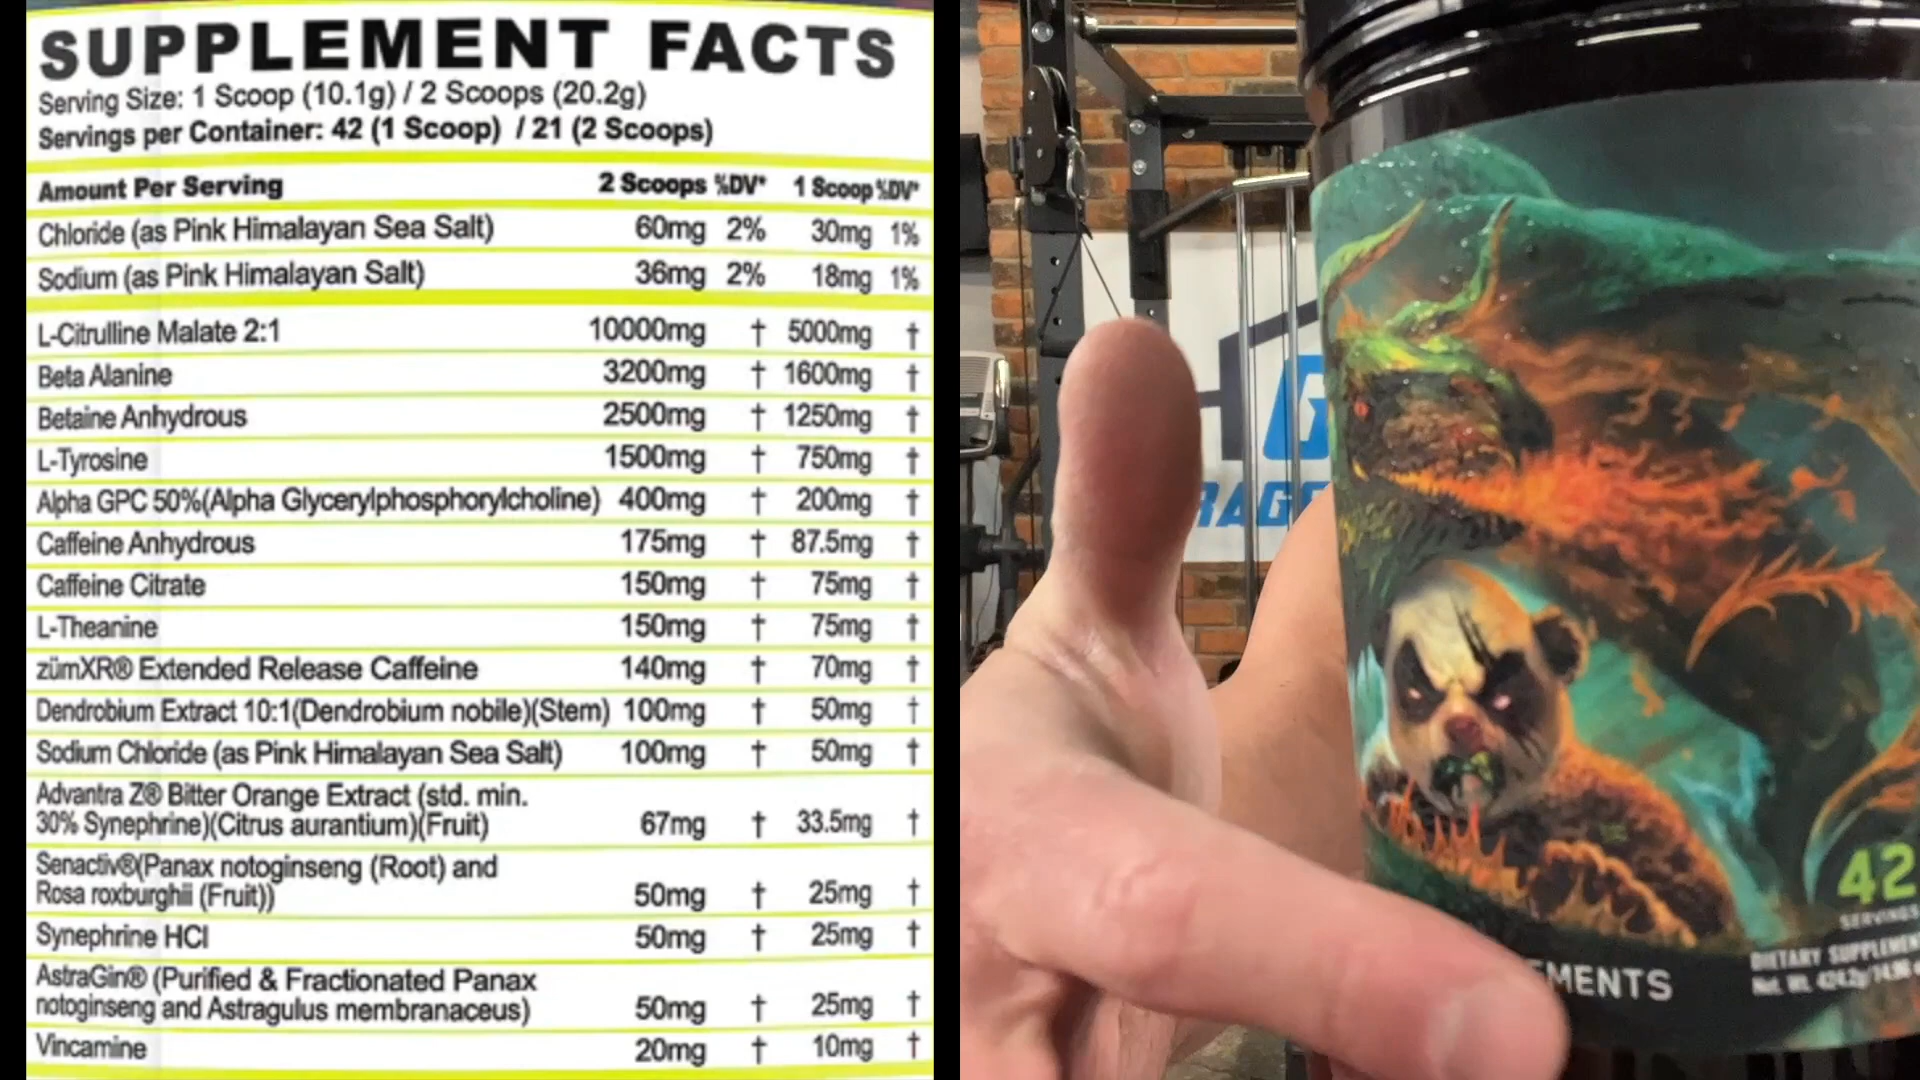 SUPPLEMENT FACTS
Serving Size: 1 Scoop (10.1g) / 2 Scoops (20.2g)
Servings per Container: 42 (1 Scoop) / 21 (2 Scoops)
Amount Per Serving 2 Scoops %DV* 1 Scoop %DV*
Chloride (as Pink Himalayan Sea Salt) 60mg 2% 30mg 1%
Sodium (as Pink Himalayan Salt) 36mg 2% 18mg 1%
L-Citrulline Malate 2:1 10000mg † 5000mg †
Beta Alanine 3200mg † 1600mg †
Betaine Anhydrous 2500mg † 1250mg †
L-Tyrosine 1500mg † 750mg †
Alpha GPC 50%(Alpha Glycerylphosphorylcholine) 400mg † 200mg †
Caffeine Anhydrous 175mg † 87.5mg †
Caffeine Citrate 150mg † 75mg †
L-Theanine 150mg † 75mg †
zümXR® Extended Release Caffeine 140mg † 70mg †
Dendrobium Extract 10:1(Dendrobium nobile)(Stem) 100mg † 50mg †
Sodium Chloride (as Pink Himalayan Sea Salt) 100mg † 50mg †
Advantra Z® Bitter Orange Extract (std. min.
30% Synephrine)(Citrus aurantium)(Fruit) 67mg † 33.5mg †
Senactiv®(Panax notoginseng (Root) and
Rosa roxburghii (Fruit)) 50mg † 25mg †
Synephrine HCl 50mg † 25mg †
AstraGin® (Purified & Fractionated Panax
notoginseng and Astragulus membranaceus) 50mg † 25mg †
Vincamine 20mg † 10mg †
42
SERVINGS
DIETARY SUPPLEMENT
MENTS
Net. Wt.